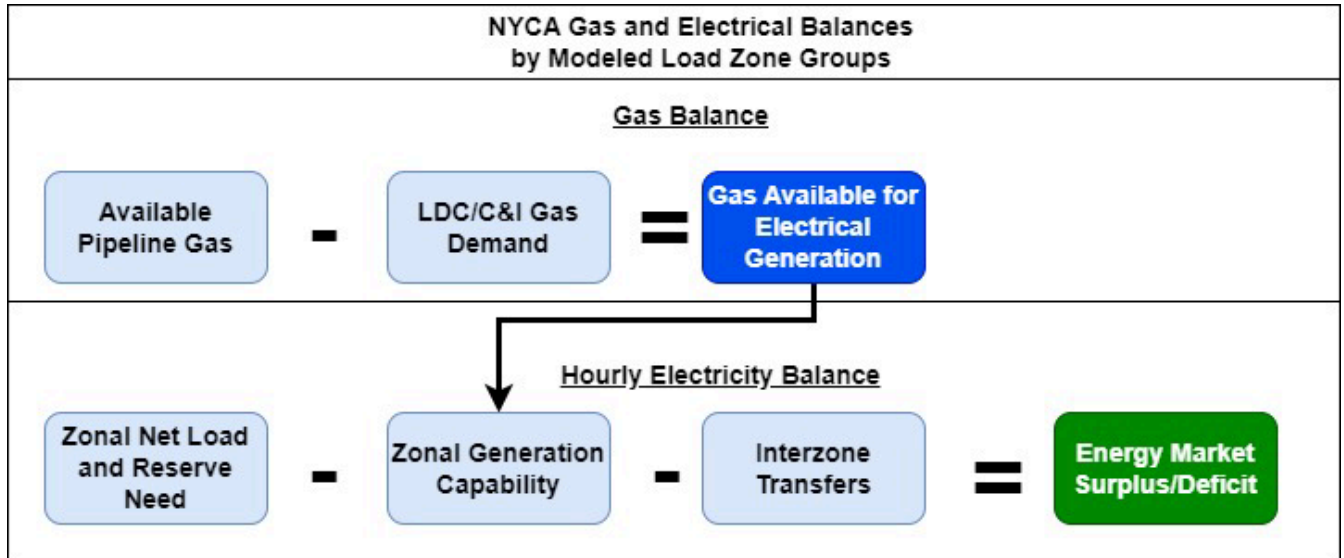 NYCA Gas and Electrical Balances
by Modeled Load Zone Groups
Gas Balance
Available
Pipeline Gas
-
LDC/C&I Gas
Demand
=
Gas Available for
Electrical
Generation
Hourly Electricity Balance
Zonal Net Load
and Reserve
Need
-
Zonal Generation
Capability
-
Interzone
Transfers
=
Energy Market
Surplus/Deficit